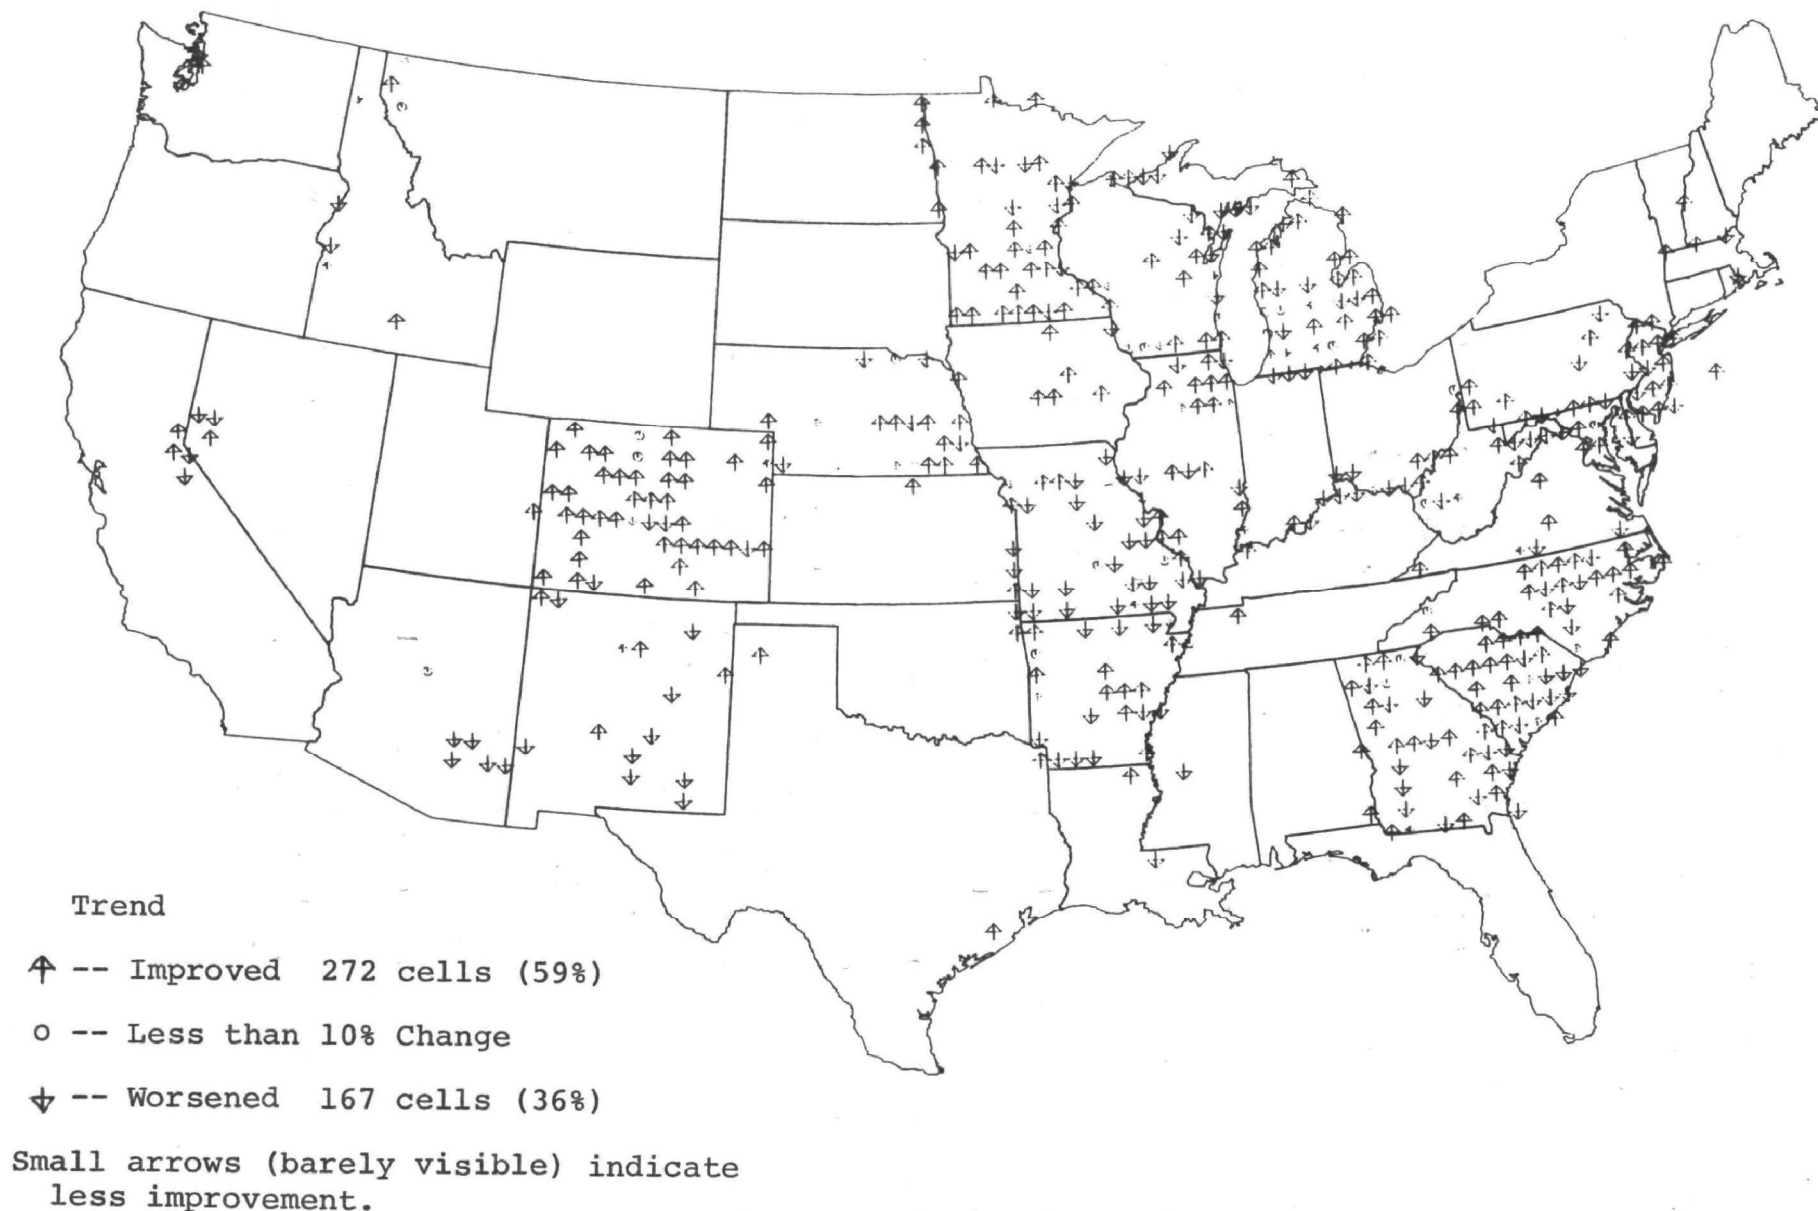 Trend
↑ -- Improved 272 cells (59%)
o -- Less than 10% Change
↓ -- Worsened 167 cells (36%)
Small arrows (barely visible) indicate
less improvement.